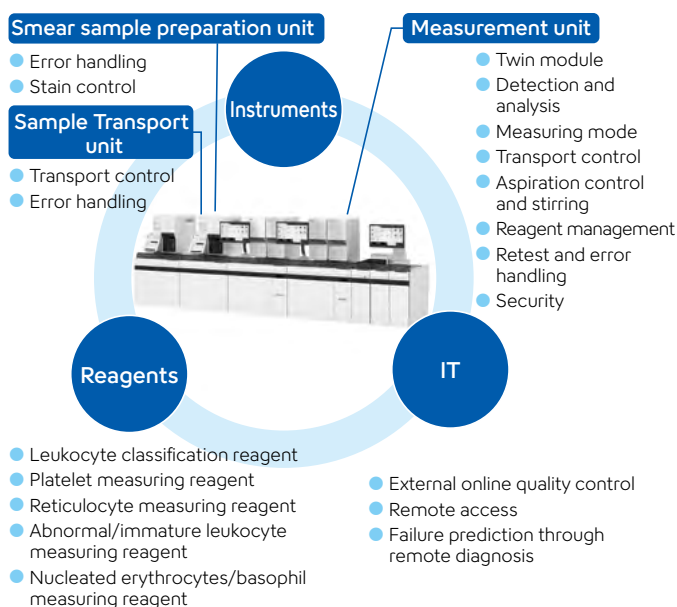 Smear sample preparation unit
Error handling
Stain control
Sample Transport
unit
Transport control
Error handling
Instruments
Measurement unit
Twin module
Detection and
analysis
Measuring mode
Transport control
Aspiration control
and stirring
Reagent management
Retest and error
handling
Security
Reagents
IT
Leukocyte classification reagent
Platelet measuring reagent
Reticulocyte measuring reagent
Abnormal/immature leukocyte
measuring reagent
Nucleated erythrocytes/basophil
measuring reagent
External online quality control
Remote access
Failure prediction through
remote diagnosis